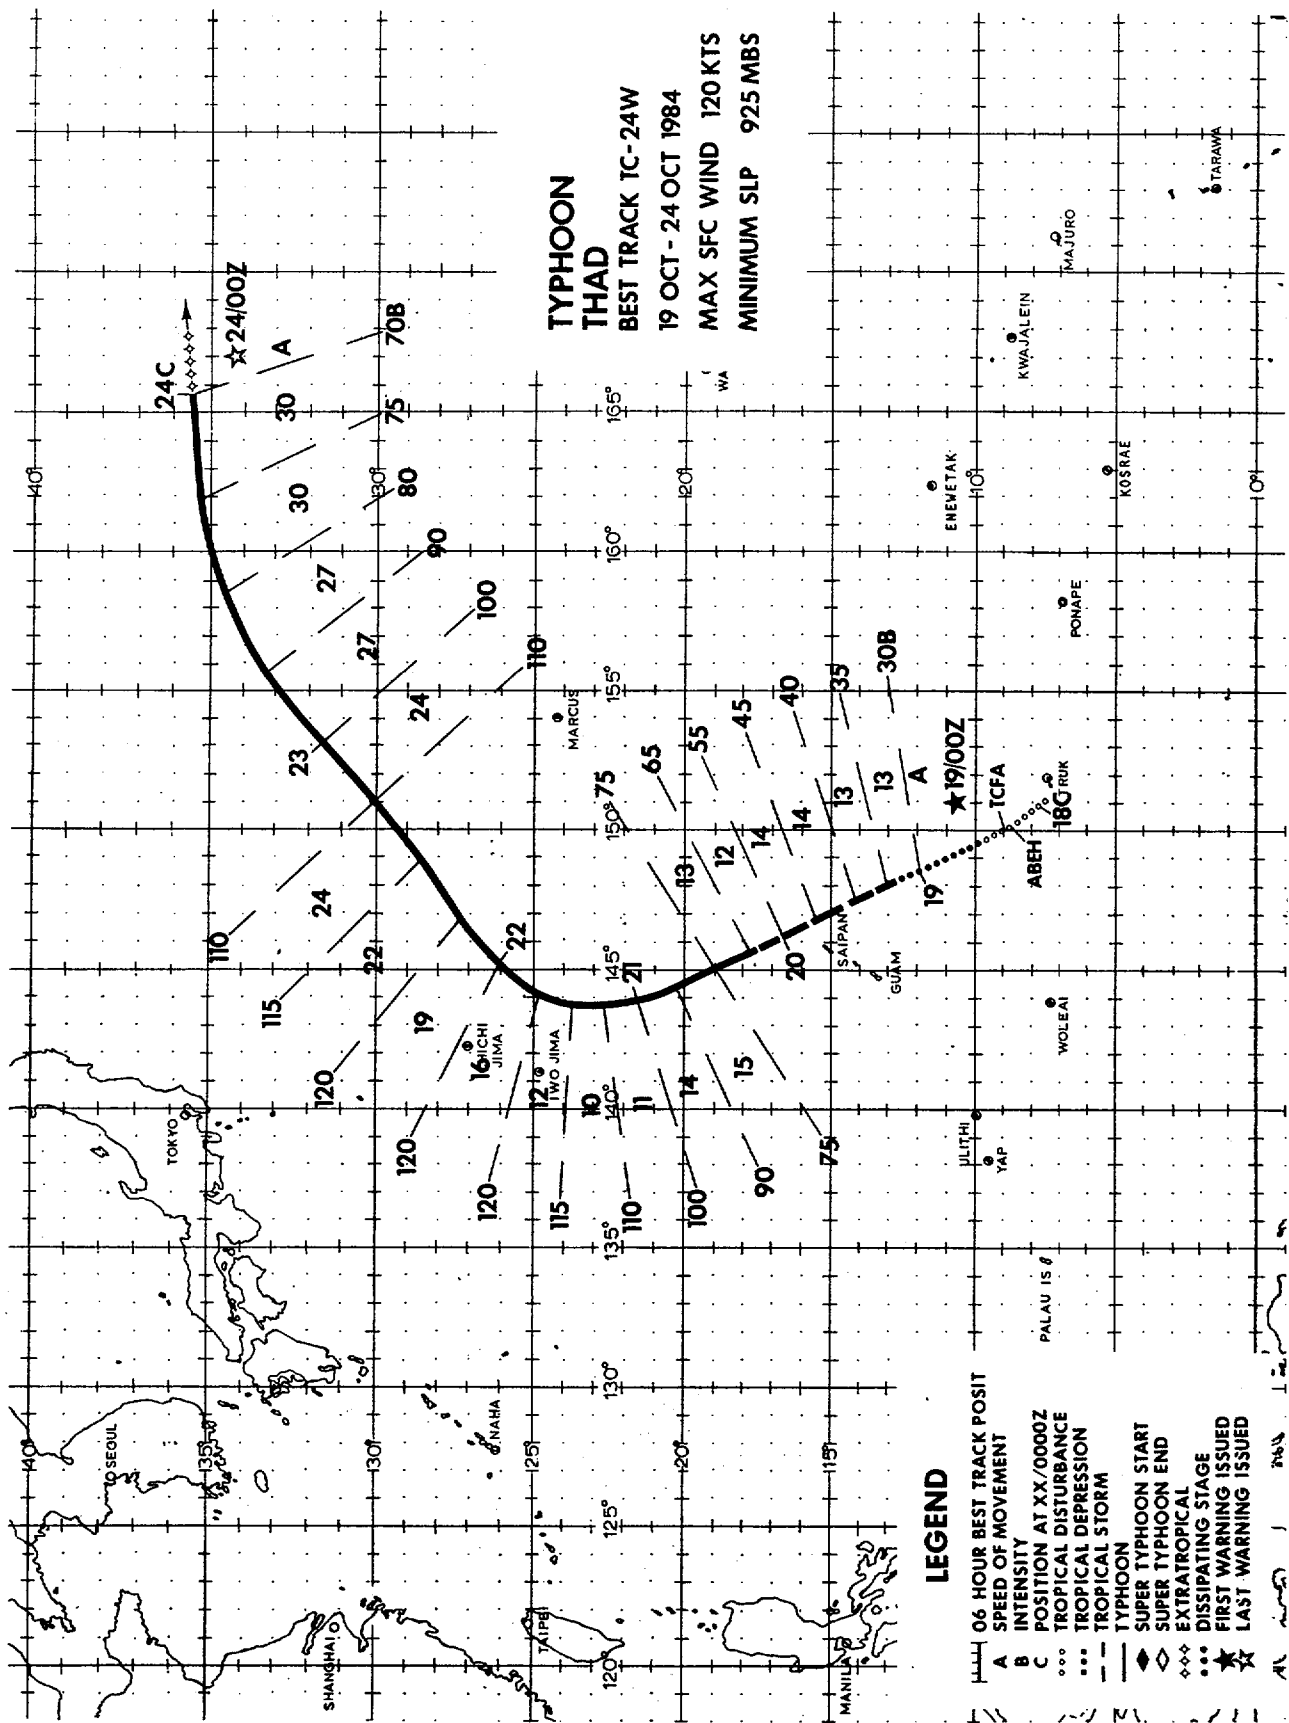 TYPHOON
THAD
BEST TRACK TC-24W
19 OCT - 24 OCT 1984
MAX SFC WIND 120 KTS
MINIMUM SLP 925 MBS
LEGEND
06 HOUR BEST TRACK POSIT
A SPEED OF MOVEMENT
B INTENSITY
C POSITION AT XX/0000Z
TROPICAL DISTURBANCE
TROPICAL DEPRESSION
TROPICAL STORM
TYPHOON
SUPER TYPHOON START
SUPER TYPHOON END
EXTRATROPICAL
DISSIPATING STAGE
FIRST WARNING ISSUED
LAST WARNING ISSUED
SHANGHAI
TAIPEI
MANILA
SEOUL
NAHA
TOKYO
PALAU IS
ULITHI
YAP
WOLEAI
GUAM
SAIPAN
IWO JIMA
CHICHI
JIMA
MARCUS
TRUK
PONAPE
ENEWETAK
KOSRAE
KWAJALEIN
MAJURO
TARAWA
WA
40°
35°
30°
25°
20°
15°
40°
30°
20°
10°
0°
120°
125°
130°
135°
140°
145°
150°
155°
160°
165°
18C
ABEH
TCFA
19/00Z
19
20
21
22
24C
24/00Z
A
30B
35
40
45
55
65
75
A
13
13
14
14
12
13
75
90
100
110
115
120
120
120
115
110
15
14
11
10
12
16
19
22
24
23
24
27
27
30
30
A
110
100
90
80
75
70B